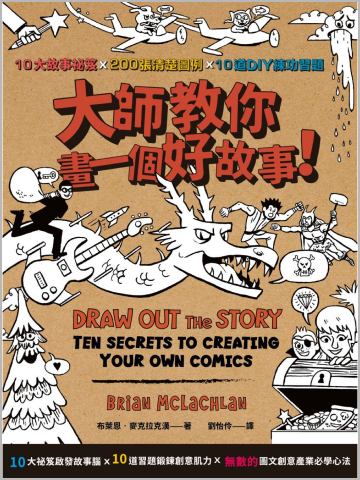 10大故事祕笈×200張清楚圖例×10道DIY練功習題
大師教你
畫一個好故事!
DRAW OUT THE STORY
TEN SECRETS TO CREATING
YOUR OWN COMICS
BRIAN MCLACHLAN
布萊恩・麥克拉克漢──著 劉怡伶──譯
10大祕笈啟發故事腦×10道習題鍛鍊創意肌力×無數的圖文創意產業必學心法